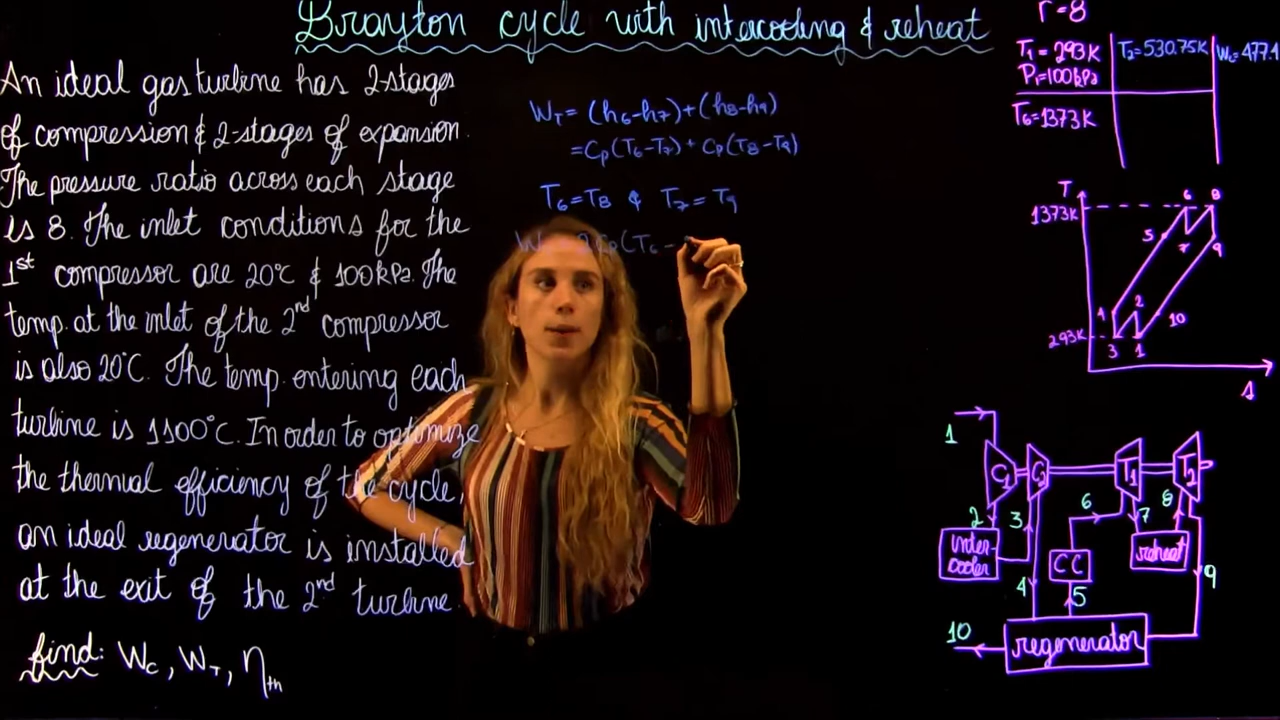 Brayton cycle with intercooling & reheat
An ideal gas turbine has 2-stages
of compression & 2-stages of expansion.
The pressure ratio across each stage
is 8. The inlet conditions for the
1st compressor are 20°C & 100kPa. The
temp. at the inlet of the 2nd compressor
is also 20°C. The temp. entering each
turbine is 1100°C. In order to optimize
the thermal efficiency of the cycle,
an ideal regenerator is installed
at the exit of the 2nd turbine.
find: Wc, WT, ηth
WT = (h6-h7)+(h8-h9)
=Cp(T6-T7)+Cp(T8-T9)
T6=T8 & T7=T9
Cp(T6-
r=8
T1=293K
P1=100kPa
T2=530.75K
Wc=477.1
T6=1373K
T
1373K
6
8
5
7
9
4
2
10
293K
3
1
s
1
C1
C2
T1
T2
2
3
6
7
8
inter-
cooler
CC
reheat
4
5
9
10
regenerator